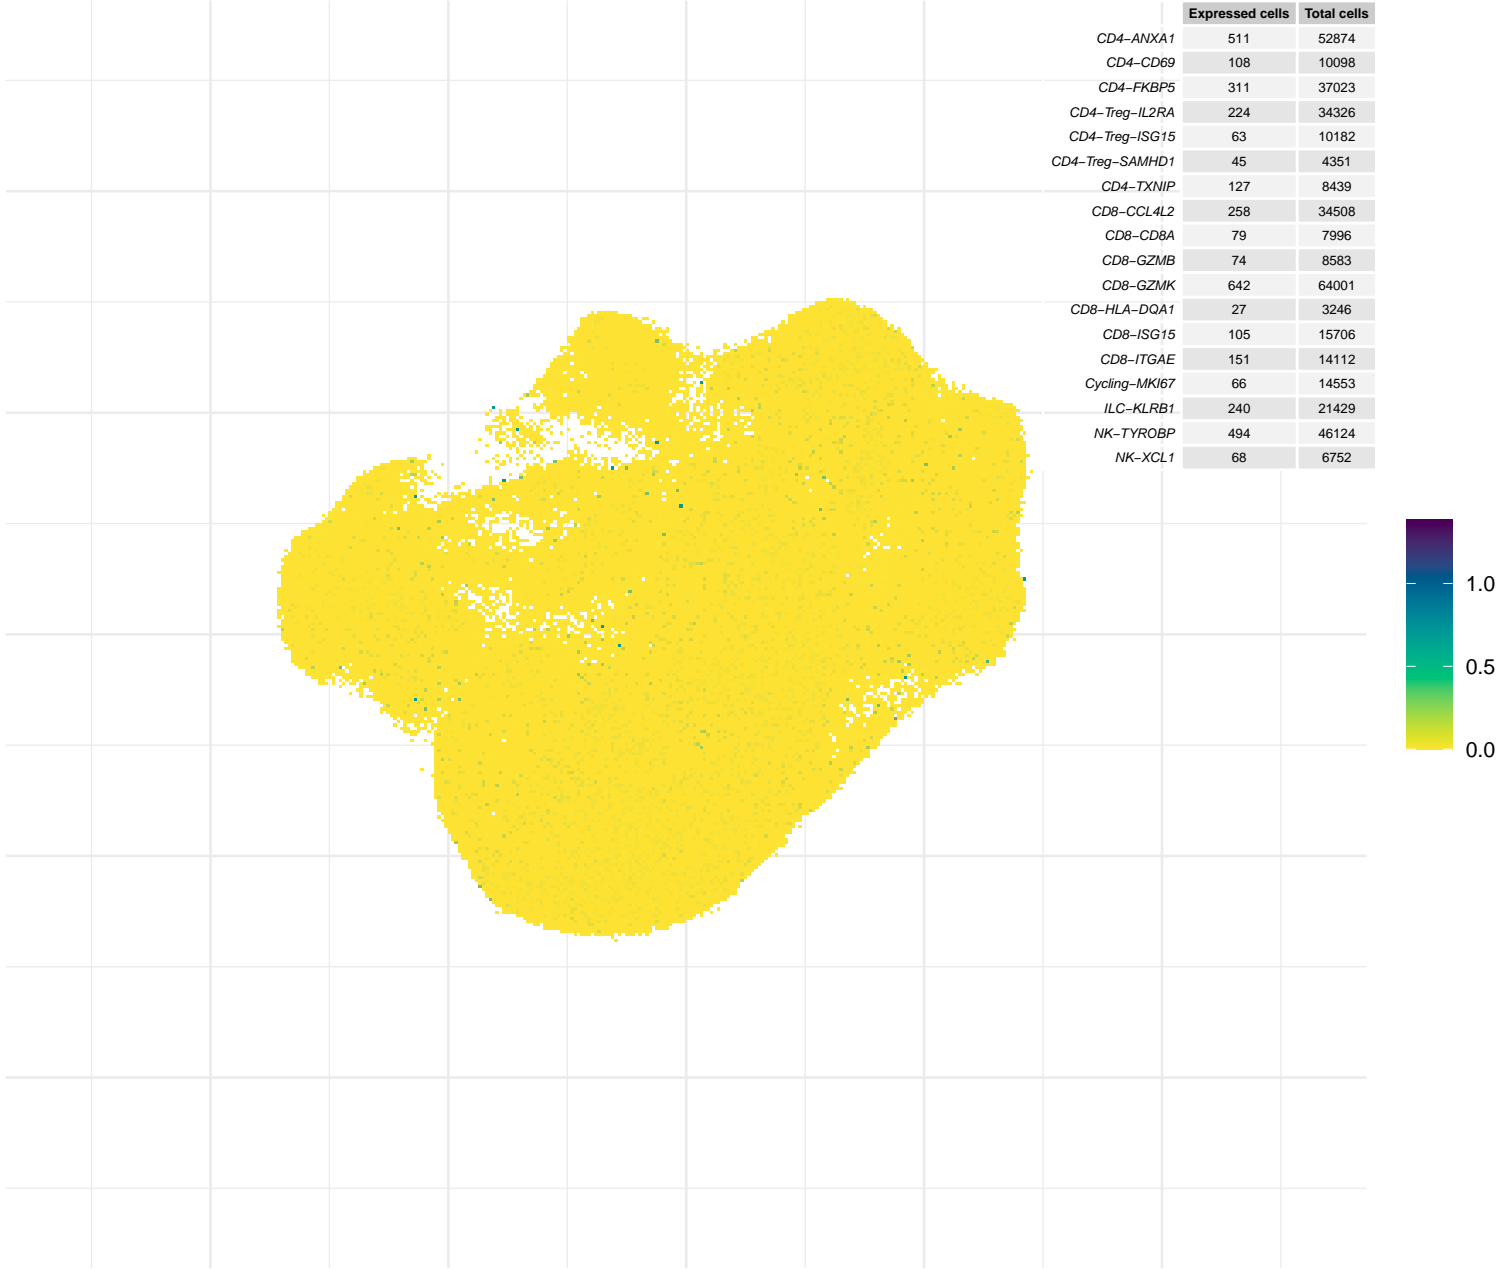 Expressed cells Total cells
CD4−ANXA1 511 52874
CD4−CD69 108 10098
CD4−FKBP5 311 37023
CD4−Treg−IL2RA 224 34326
CD4−Treg−ISG15 63 10182
CD4−Treg−SAMHD1 45 4351
CD4−TXNIP 127 8439
CD8−CCL4L2 258 34508
CD8−CD8A 79 7996
CD8−GZMB 74 8583
CD8−GZMK 642 64001
CD8−HLA−DQA1 27 3246
CD8−ISG15 105 15706
CD8−ITGAE 151 14112
Cycling−MKI67 66 14553
ILC−KLRB1 240 21429
NK−TYROBP 494 46124
NK−XCL1 68 6752
1.0
0.5
0.0